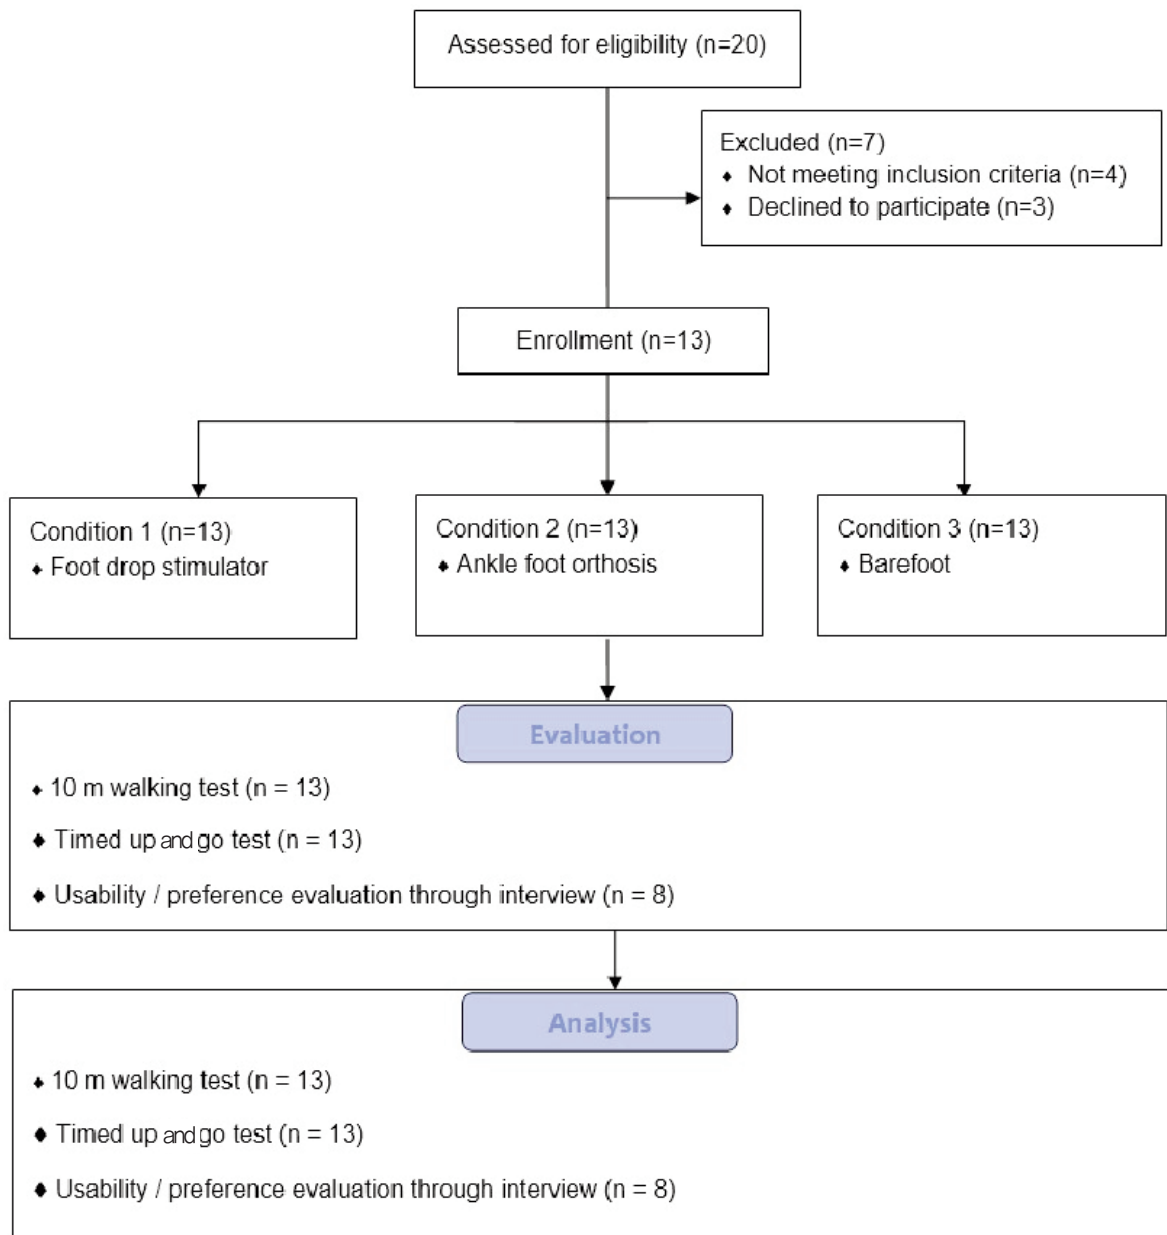 Assessed for eligibility (n=20)
Excluded (n=7)
♦ Not meeting inclusion criteria (n=4)
♦ Declined to participate (n=3)
Enrollment (n=13)
Condition 1 (n=13)
♦ Foot drop stimulator
Condition 2 (n=13)
♦ Ankle foot orthosis
Condition 3 (n=13)
♦ Barefoot
Evaluation
♦ 10 m walking test (n = 13)
♦ Timed up and go test (n = 13)
♦ Usability / preference evaluation through interview (n = 8)
Analysis
♦ 10 m walking test (n = 13)
♦ Timed up and go test (n = 13)
♦ Usability / preference evaluation through interview (n = 8)